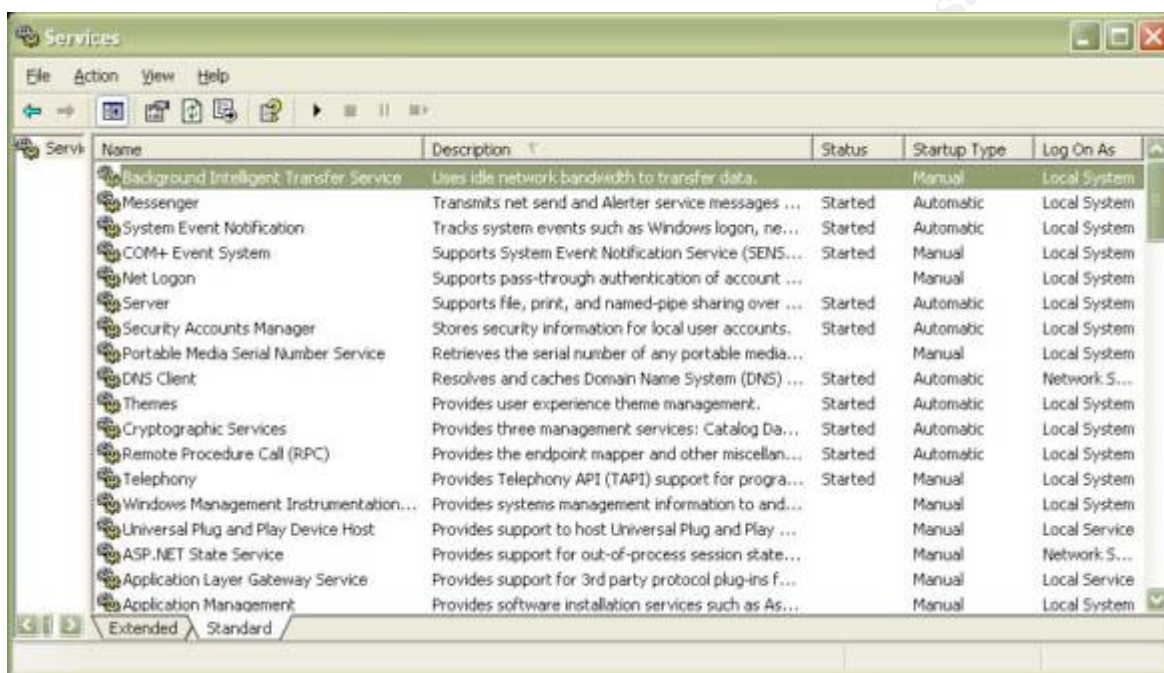 Services
File Action View Help
Servi Name Description Status Startup Type Log On As
Background Intelligent Transfer Service Uses idle network bandwidth to transfer data. Manual Local System
Messenger Transmits net send and Alerter service messages ... Started Automatic Local System
System Event Notification Tracks system events such as Windows logon, ne... Started Automatic Local System
COM+ Event System Supports System Event Notification Service (SENS... Started Manual Local System
Net Logon Supports pass-through authentication of account ... Manual Local System
Server Supports file, print, and named-pipe sharing over ... Started Automatic Local System
Security Accounts Manager Stores security information for local user accounts. Started Automatic Local System
Portable Media Serial Number Service Retrieves the serial number of any portable media... Manual Local System
DNS Client Resolves and caches Domain Name System (DNS) ... Started Automatic Network S...
Themes Provides user experience theme management. Started Automatic Local System
Cryptographic Services Provides three management services: Catalog Da... Started Automatic Local System
Remote Procedure Call (RPC) Provides the endpoint mapper and other miscellan... Started Automatic Local System
Telephony Provides Telephony API (TAPI) support for progra... Started Manual Local System
Windows Management Instrumentation... Provides systems management information to and... Manual Local System
Universal Plug and Play Device Host Provides support to host Universal Plug and Play ... Manual Local Service
ASP.NET State Service Provides support for out-of-process session state... Manual Network S...
Application Layer Gateway Service Provides support for 3rd party protocol plug-ins f... Manual Local Service
Application Management Provides software installation services such as As... Manual Local System
Extended Standard